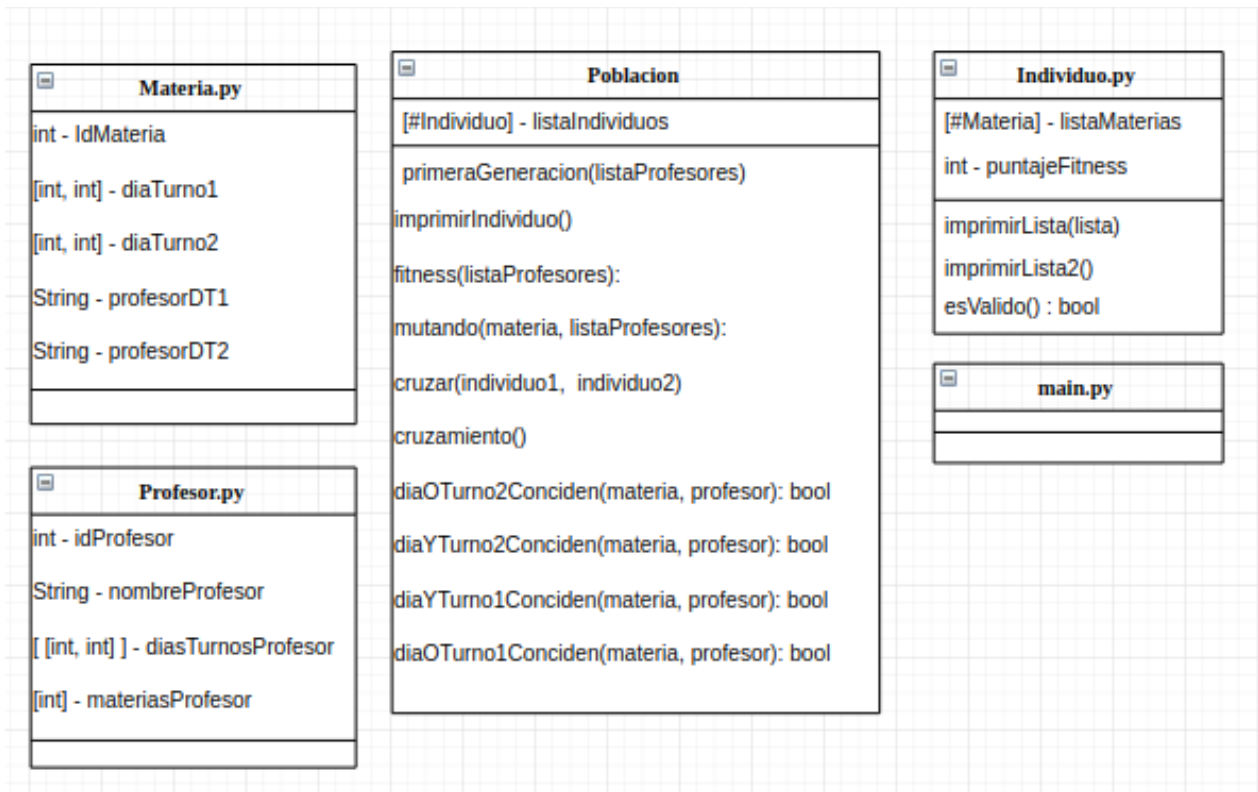 Materia.py
int - IdMateria
[int, int] - diaTurno1
[int, int] - diaTurno2
String - profesorDT1
String - profesorDT2
Profesor.py
int - idProfesor
String - nombreProfesor
[ [int, int] ] - diasTurnosProfesor
[int] - materiasProfesor
Poblacion
[#Individuo] - listaIndividuos
primeraGeneracion(listaProfesores)
imprimirIndividuo()
fitness(listaProfesores):
mutando(materia, listaProfesores):
cruzar(individuo1, individuo2)
cruzamiento()
diaOTurno2Conciden(materia, profesor): bool
diaYTurno2Conciden(materia, profesor): bool
diaYTurno1Conciden(materia, profesor): bool
diaOTurno1Conciden(materia, profesor): bool
Individuo.py
[#Materia] - listaMaterias
int - puntajeFitness
imprimirLista(lista)
imprimirLista2()
esValido() : bool
main.py